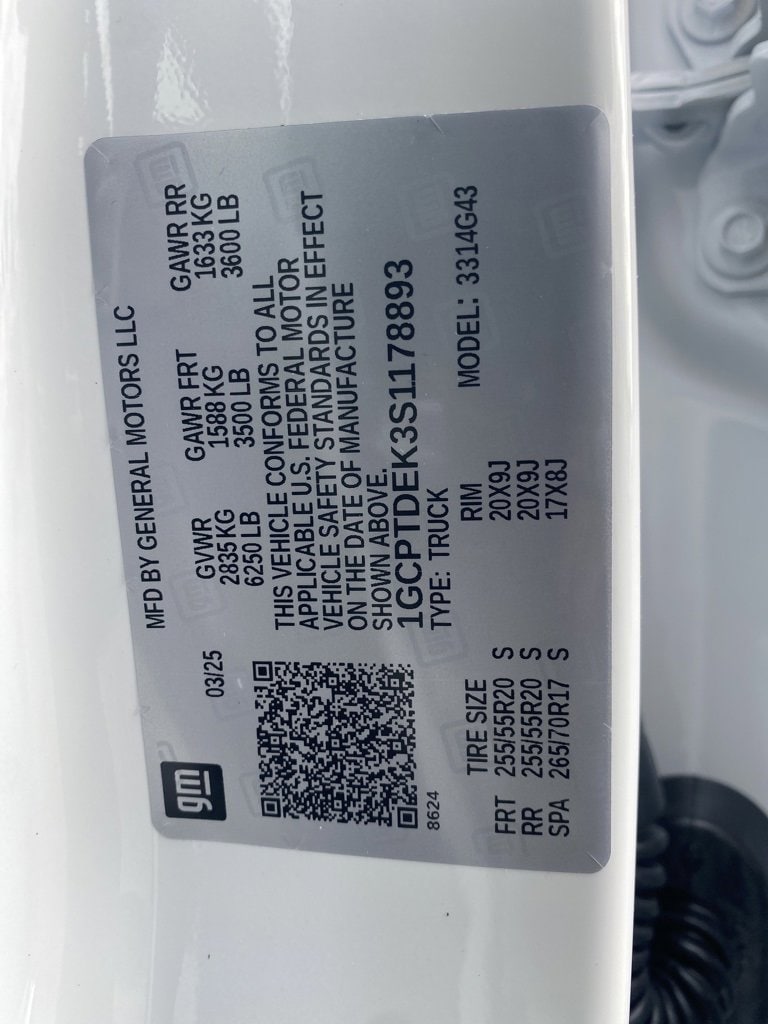 gm
MFD BY GENERAL MOTORS LLC
03/25
GVWR GAWR FRT GAWR RR
2835 KG 1588 KG 1633 KG
6250 LB 3500 LB 3600 LB
THIS VEHICLE CONFORMS TO ALL
APPLICABLE U.S. FEDERAL MOTOR
VEHICLE SAFETY STANDARDS IN EFFECT
ON THE DATE OF MANUFACTURE
SHOWN ABOVE.
1GCPTDEK3S1178893
8624
TYPE: TRUCK MODEL: 3314G43
TIRE SIZE RIM
FRT 255/55R20 S 20X9J
RR 255/55R20 S 20X9J
SPA 265/70R17 S 17X8J